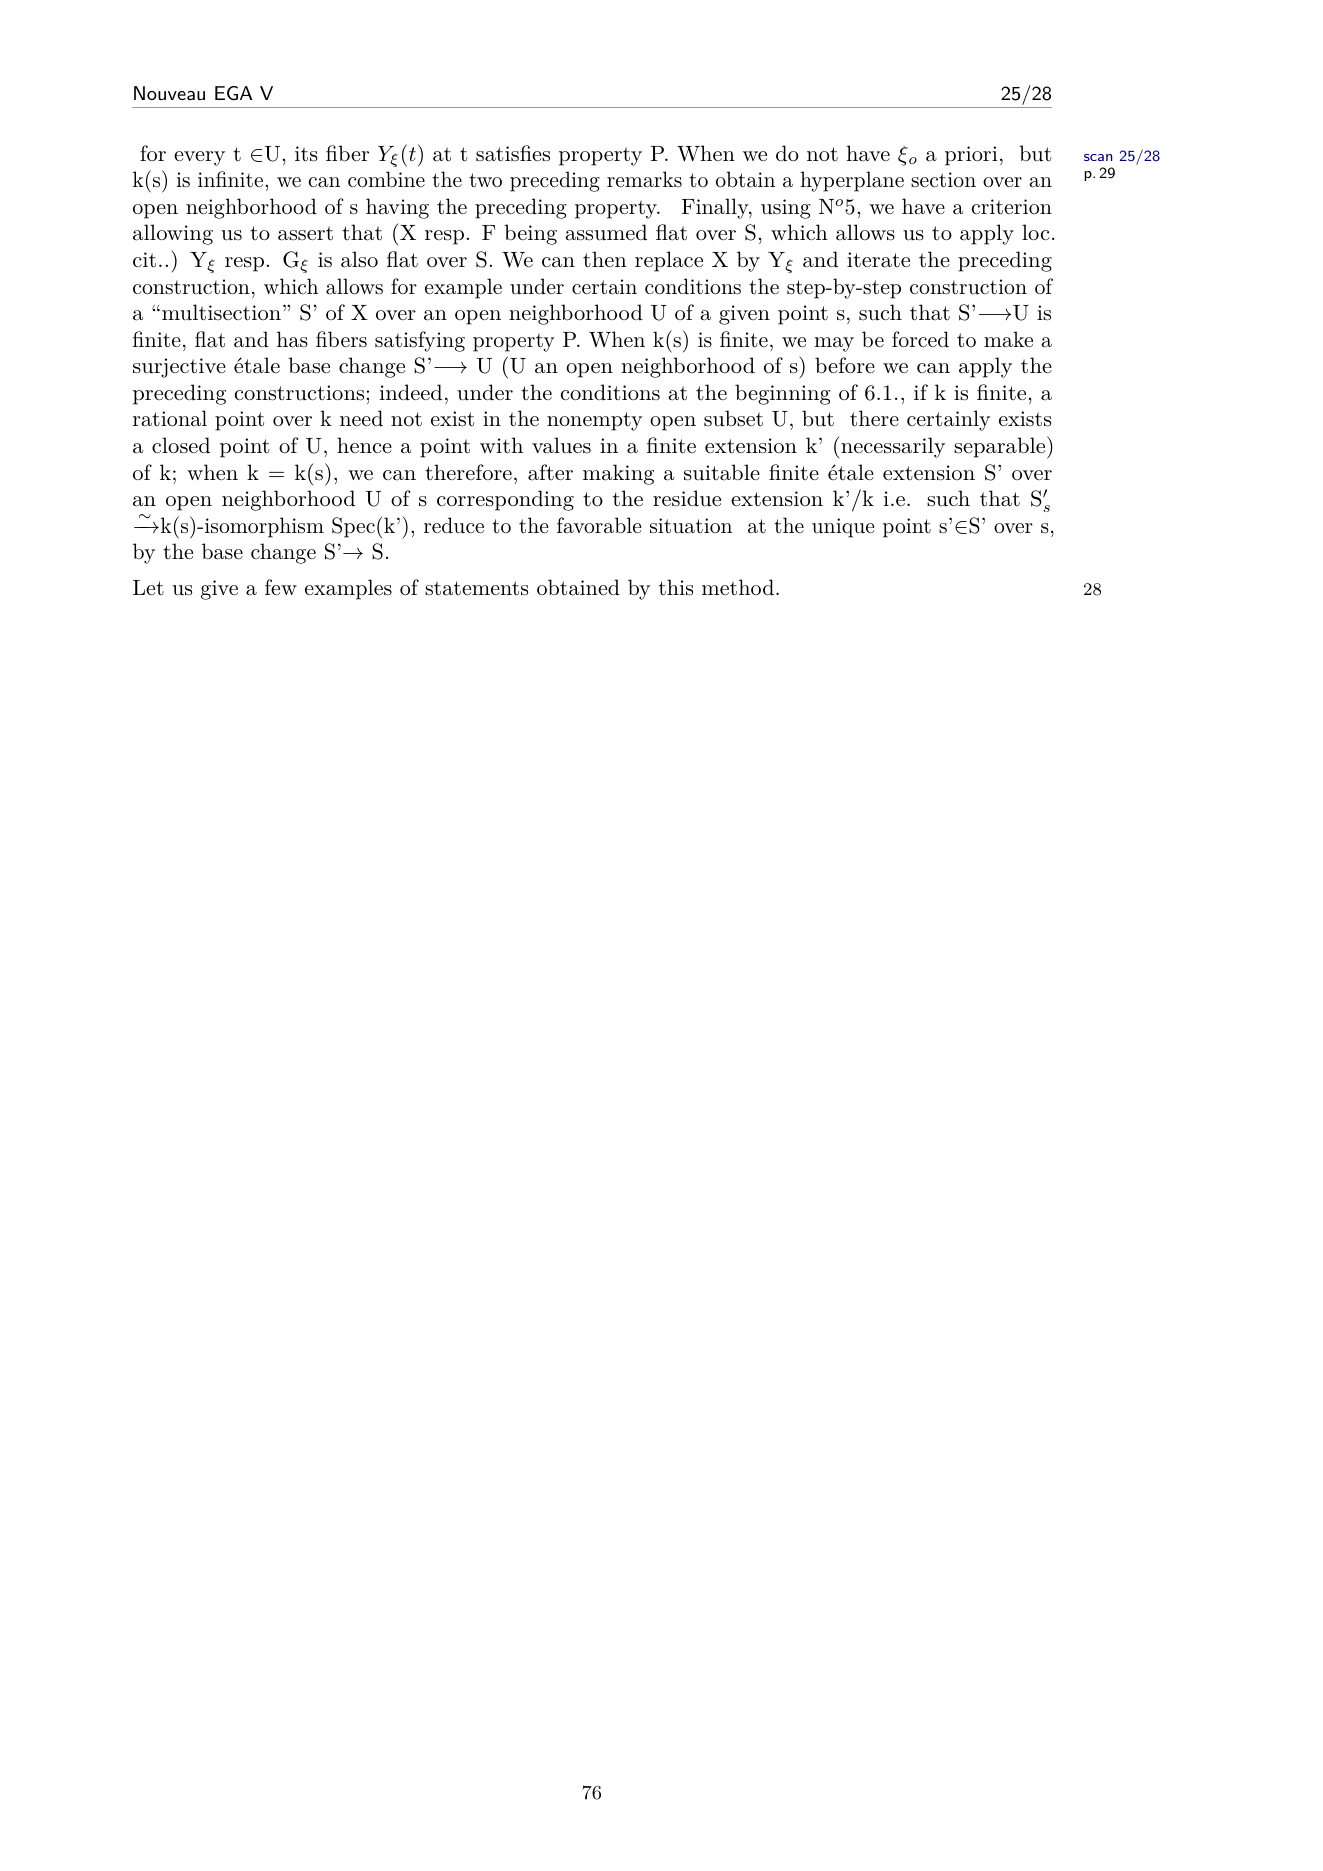 Nouveau EGA V 25/28
for every t ∈U, its fiber Y_ξ(t) at t satisfies property P. When we do not have ξ_o a priori, but
scan 25/28
k(s) is infinite, we can combine the two preceding remarks to obtain a hyperplane section over an
p. 29
open neighborhood of s having the preceding property. Finally, using Nº5, we have a criterion
allowing us to assert that (X resp. F being assumed flat over S, which allows us to apply loc.
cit..) Y_ξ resp. G_ξ is also flat over S. We can then replace X by Y_ξ and iterate the preceding
construction, which allows for example under certain conditions the step-by-step construction of
a “multisection” S’ of X over an open neighborhood U of a given point s, such that S’⟶U is
finite, flat and has fibers satisfying property P. When k(s) is finite, we may be forced to make a
surjective étale base change S’⟶ U (U an open neighborhood of s) before we can apply the
preceding constructions; indeed, under the conditions at the beginning of 6.1., if k is finite, a
rational point over k need not exist in the nonempty open subset U, but there certainly exists
a closed point of U, hence a point with values in a finite extension k’ (necessarily separable)
of k; when k = k(s), we can therefore, after making a suitable finite étale extension S’ over
an open neighborhood U of s corresponding to the residue extension k’/k i.e. such that S′_s
⥲k(s)-isomorphism Spec(k’), reduce to the favorable situation at the unique point s’∈S’ over s,
by the base change S’→ S.
Let us give a few examples of statements obtained by this method.
28
76